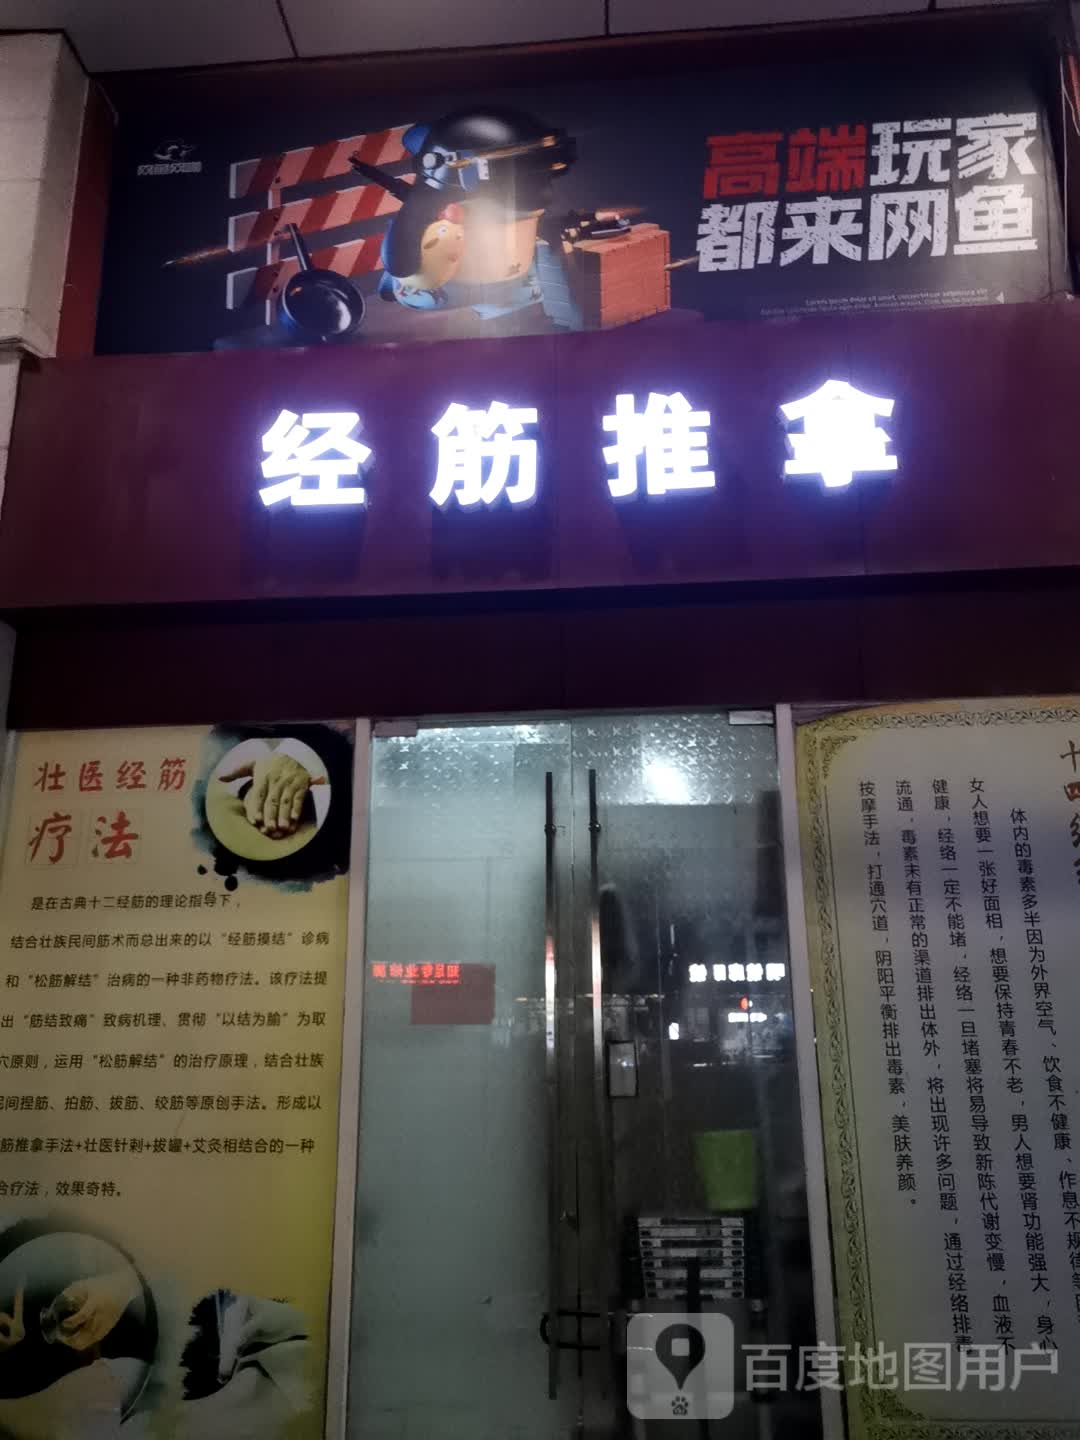 高端玩家
都来网鱼
经筋推拿
壮医经筋
疗法
是在古典十二经筋的理论指导下，
结合壮族民间筋术而总出来的以“经筋摸结”诊病
和“松筋解结”治病的一种非药物疗法。该疗法提
出“筋结致痛”致病机理、贯彻“以结为腧”为取
穴原则，运用“松筋解结”的治疗原理，结合壮族
民间捏筋、拍筋、拔筋、绞筋等原创手法。形成以
筋推拿手法+壮医针刺+拔罐+艾灸相结合的一种
合疗法，效果奇特。
十四经
体内的毒素多半因为外界空气、饮食不健康、作息不规律等
女人想要一张好面相，想要保持青春不老，男人想要肾功能强大，身心
健康，经络一定不能堵，经络一旦堵塞将易导致新陈代谢变慢，血液不
流通，毒素未有正常的渠道排出体外，将出现许多问题，通过经络排毒
按摩手法，打通穴道，阴阳平衡排出毒素，美肤养颜。
百度地图用户